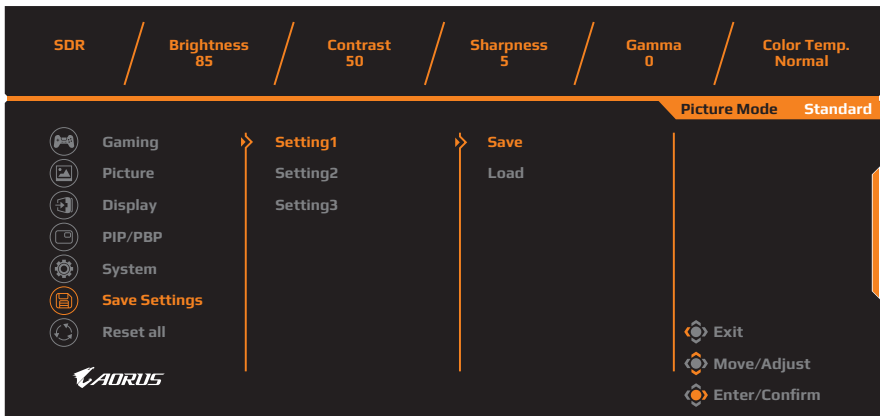 SDR
Brightness
85
Contrast
50
Sharpness
5
Gamma
0
Color Temp.
Normal
Picture Mode Standard
Gaming
Picture
Display
PIP/PBP
System
Save Settings
Reset all
Setting1
Setting2
Setting3
Save
Load
Exit
Move/Adjust
Enter/Confirm
AORUS